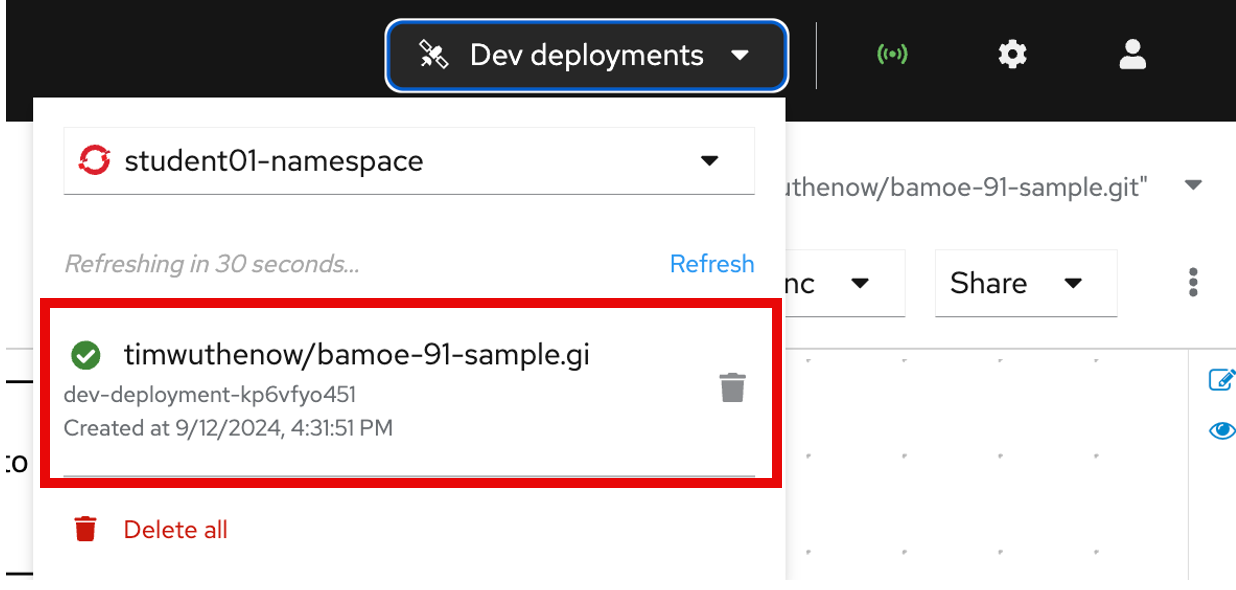 Dev deployments
student01-namespace
uthenow/bamoe-91-sample.git"
Refreshing in 30 seconds...
Refresh
nc
Share
timwuthenow/bamoe-91-sample.gi
dev-deployment-kp6vfyo451
Created at 9/12/2024, 4:31:51 PM
to
Delete all